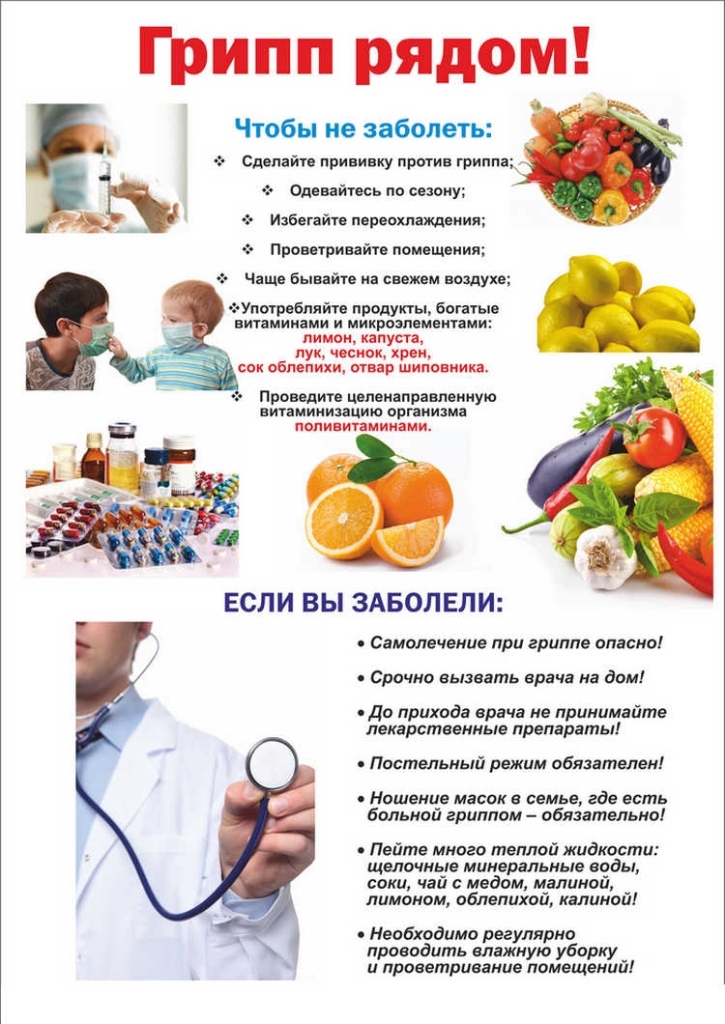 Грипп рядом!
Чтобы не заболеть:
❖ Сделайте прививку против гриппа;
❖ Одевайтесь по сезону;
❖ Избегайте переохлаждения;
❖ Проветривайте помещения;
❖ Чаще бывайте на свежем воздухе;
❖Употребляйте продукты, богатые
витаминами и микроэлементами:
лимон, капуста,
лук, чеснок, хрен,
сок облепихи, отвар шиповника.
❖ Проведите целенаправленную
витаминизацию организма
поливитаминами.
ЕСЛИ ВЫ ЗАБОЛЕЛИ:
• Самолечение при гриппе опасно!
• Срочно вызвать врача на дом!
• До прихода врача не принимайте
лекарственные препараты!
• Постельный режим обязателен!
• Ношение масок в семье, где есть
больной гриппом – обязательно!
• Пейте много теплой жидкости:
щелочные минеральные воды,
соки, чай с медом, малиной,
лимоном, облепихой, калиной!
• Необходимо регулярно
проводить влажную уборку
и проветривание помещений!